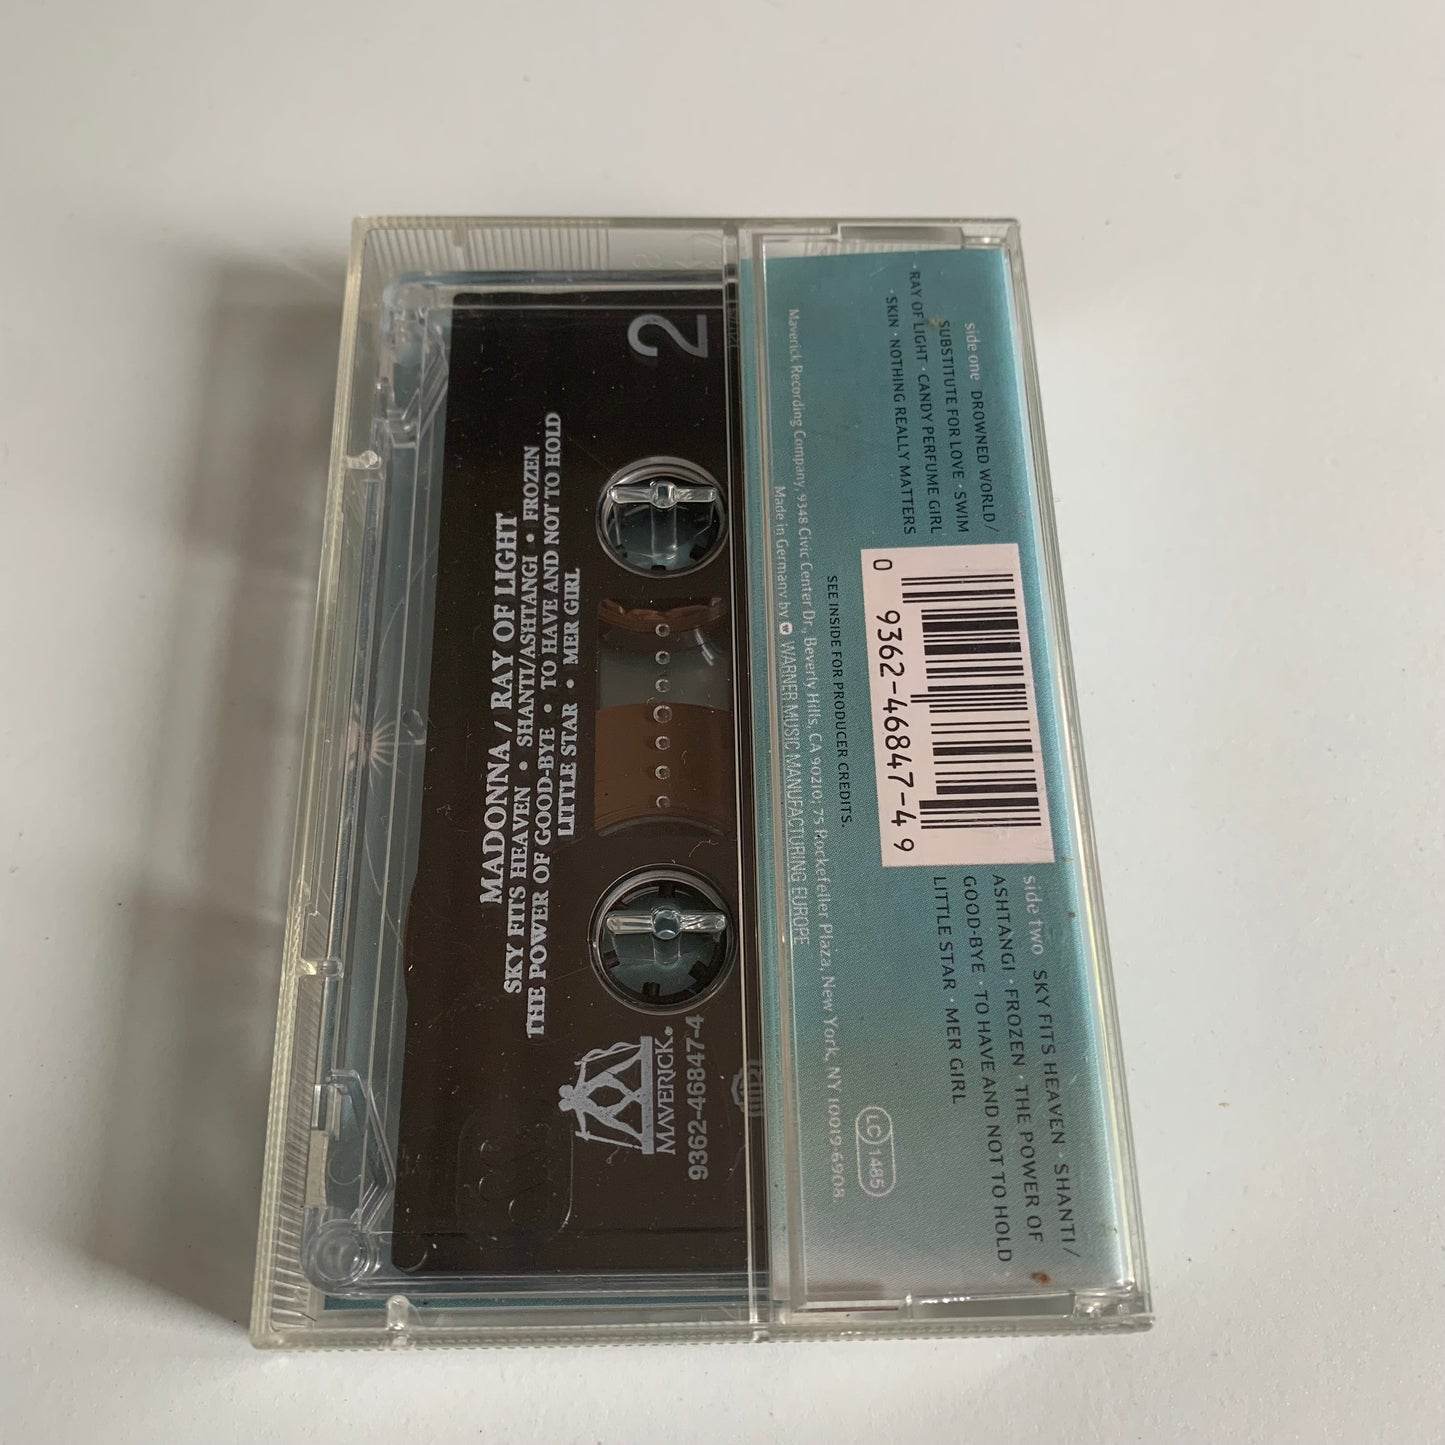 2
MADONNA / RAY OF LIGHT
SKY FITS HEAVEN • SHANTI/ASHTANGI • FROZEN
THE POWER OF GOOD-BYE • TO HAVE AND NOT TO HOLD
LITTLE STAR • MER GIRL
MAVERICK®
9362-46847-4
side one DROWNED WORLD/
SUBSTITUTE FOR LOVE · SWIM
· RAY OF LIGHT · CANDY PERFUME GIRL
· SKIN · NOTHING REALLY MATTERS
0 9362-46847-4 9
side two SKY FITS HEAVEN · SHANTI/
ASHTANGI · FROZEN · THE POWER OF
GOOD-BYE · TO HAVE AND NOT TO HOLD
LITTLE STAR · MER GIRL
SEE INSIDE FOR PRODUCER CREDITS.
LC 1485
Maverick Recording Company, 9348 Civic Center Dr., Beverly Hills, CA 90210; 75 Rockefeller Plaza, New York, NY 10019-6908.
Made in Germany by WARNER MUSIC MANUFACTURING EUROPE